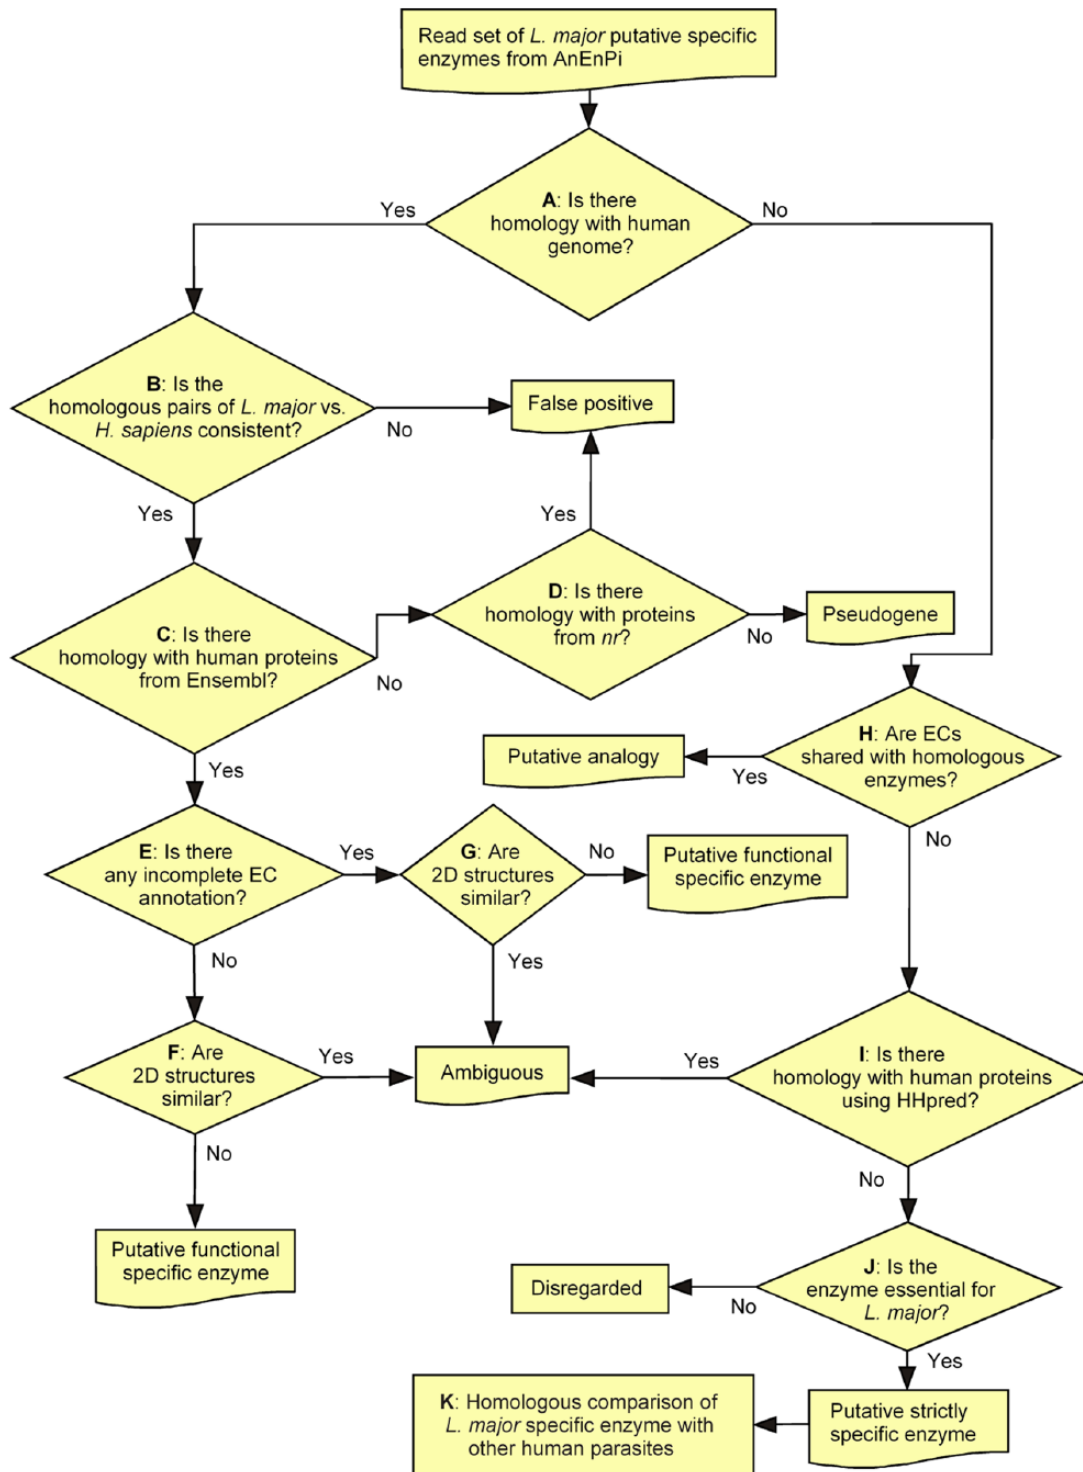 Read set of L. major putative specific
enzymes from AnEnPi
A: Is there
homology with human
genome?
Yes
No
B: Is the
homologous pairs of L. major vs.
H. sapiens consistent?
No
Yes
False positive
C: Is there
homology with human proteins
from Ensembl?
No
Yes
D: Is there
homology with proteins
from nr?
Yes
No
Pseudogene
H: Are ECs
shared with homologous
enzymes?
Yes
No
Putative analogy
E: Is there
any incomplete EC
annotation?
Yes
No
G: Are
2D structures
similar?
No
Yes
Putative functional
specific enzyme
F: Are
2D structures
similar?
Yes
No
Ambiguous
I: Is there
homology with human proteins
using HHpred?
Yes
No
Putative functional
specific enzyme
J: Is the
enzyme essential for
L. major?
No
Yes
Disregarded
Putative strictly
specific enzyme
K: Homologous comparison of
L. major specific enzyme with
other human parasites